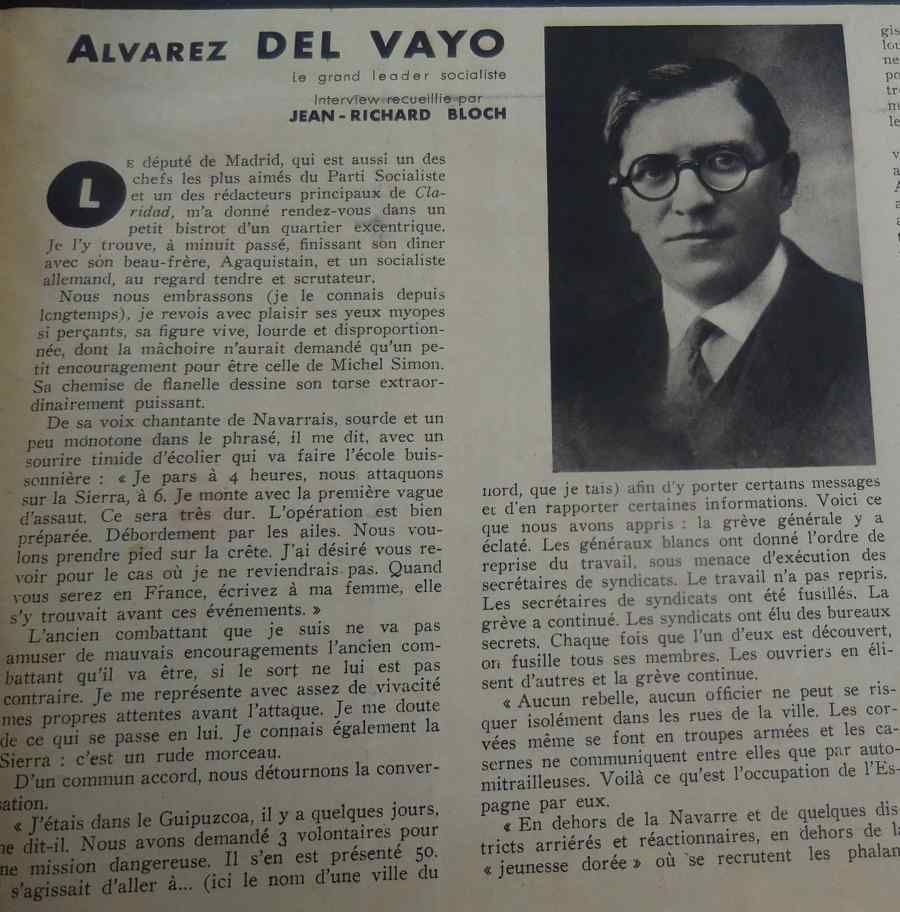 ALVAREZ DEL VAYO
Le grand leader socialiste
Interview recueillie par
JEAN-RICHARD BLOCH
LE député de Madrid, qui est aussi un des
chefs les plus aimés du Parti Socialiste
et un des rédacteurs principaux de Cla-
ridad, m'a donné rendez-vous dans un
petit bistrot d'un quartier excentrique.
Je l'y trouve, à minuit passé, finissant son dîner
avec son beau-frère, Agaquistain, et un socialiste
allemand, au regard tendre et scrutateur.
Nous nous embrassons (je le connais depuis
longtemps), je revois avec plaisir ses yeux myopes
si perçants, sa figure vive, lourde et disproportion-
née, dont la mâchoire n'aurait demandé qu'un pe-
tit encouragement pour être celle de Michel Simon.
Sa chemise de flanelle dessine son torse extraor-
dinairement puissant.
De sa voix chantante de Navarrais, sourde et un
peu monotone dans le phrasé, il me dit, avec un
sourire timide d'écolier qui va faire l'école buis-
sonnière : « Je pars à 4 heures, nous attaquons
sur la Sierra, à 6. Je monte avec la première vague
d'assaut. Ce sera très dur. L'opération est bien
préparée. Débordement par les ailes. Nous vou-
lons prendre pied sur la crête. J'ai désiré vous re-
voir pour le cas où je ne reviendrais pas. Quand
vous serez en France, écrivez à ma femme, elle
s'y trouvait avant ces événements. »
L'ancien combattant que je suis ne va pas
amuser de mauvais encouragements l'ancien com-
battant qu'il va être, si le sort ne lui est pas
contraire. Je me représente avec assez de vivacité
mes propres attentes avant l'attaque. Je me doute
de ce qui se passe en lui. Je connais également la
Sierra : c'est un rude morceau.
D'un commun accord, nous détournons la conver-
sation.
« J'étais dans le Guipuzcoa, il y a quelques jours,
me dit-il. Nous avons demandé 3 volontaires pour
ne mission dangereuse. Il s'en est présenté 50.
s'agissait d'aller à... (ici le nom d'une ville du
nord, que je tais) afin d'y porter certains messages
et d'en rapporter certaines informations. Voici ce
que nous avons appris : la grève générale y a
éclaté. Les généraux blancs ont donné l'ordre de
reprise du travail, sous menace d'exécution des
secrétaires de syndicats. Le travail n'a pas repris.
Les secrétaires de syndicats ont été fusillés. La
grève a continué. Les syndicats ont élu des bureaux
secrets. Chaque fois que l'un d'eux est découvert,
on fusille tous ses membres. Les ouvriers en éli-
sent d'autres et la grève continue.
« Aucun rebelle, aucun officier ne peut se ris-
quer isolément dans les rues de la ville. Les cor-
vées même se font en troupes armées et les ca-
sernes ne communiquent entre elles que par auto-
mitrailleuses. Voilà ce qu'est l'occupation de l'Es-
pagne par eux.
« En dehors de la Navarre et de quelques dis-
tricts arriérés et réactionnaires, en dehors de la
« jeunesse dorée » où se recrutent les phalan-